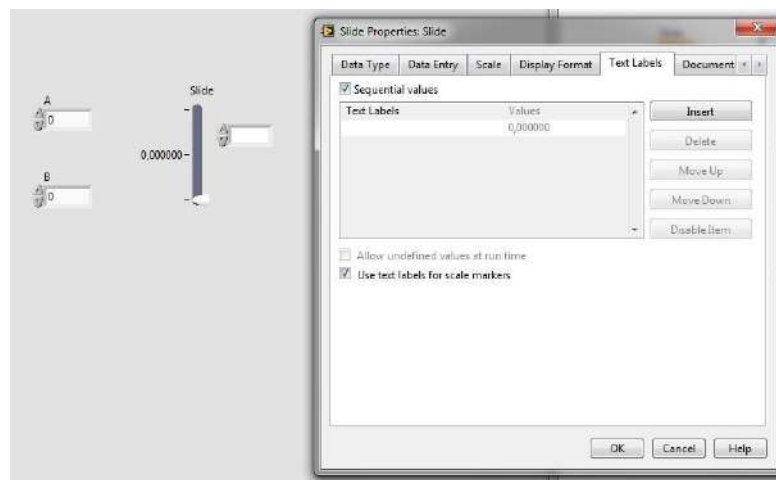 Slide Properties: Slide
Data Type Data Entry Scale Display Format Text Labels Document
Sequential values
Text Labels Values
0,000000
Insert
Delete
Move Up
Move Down
Disable Item
Allow undefined values at run time
Use text labels for scale markers
OK Cancel Help
Slide
A
0
0,000000
B
0